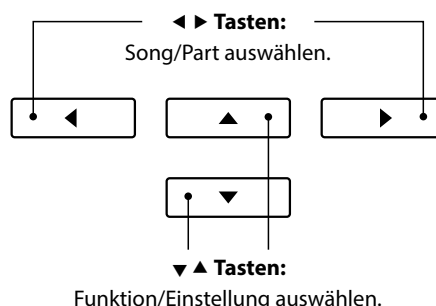 ◀ ▶ Tasten:
Song/Part auswählen.
▼ ▲ Tasten:
Funktion/Einstellung auswählen.